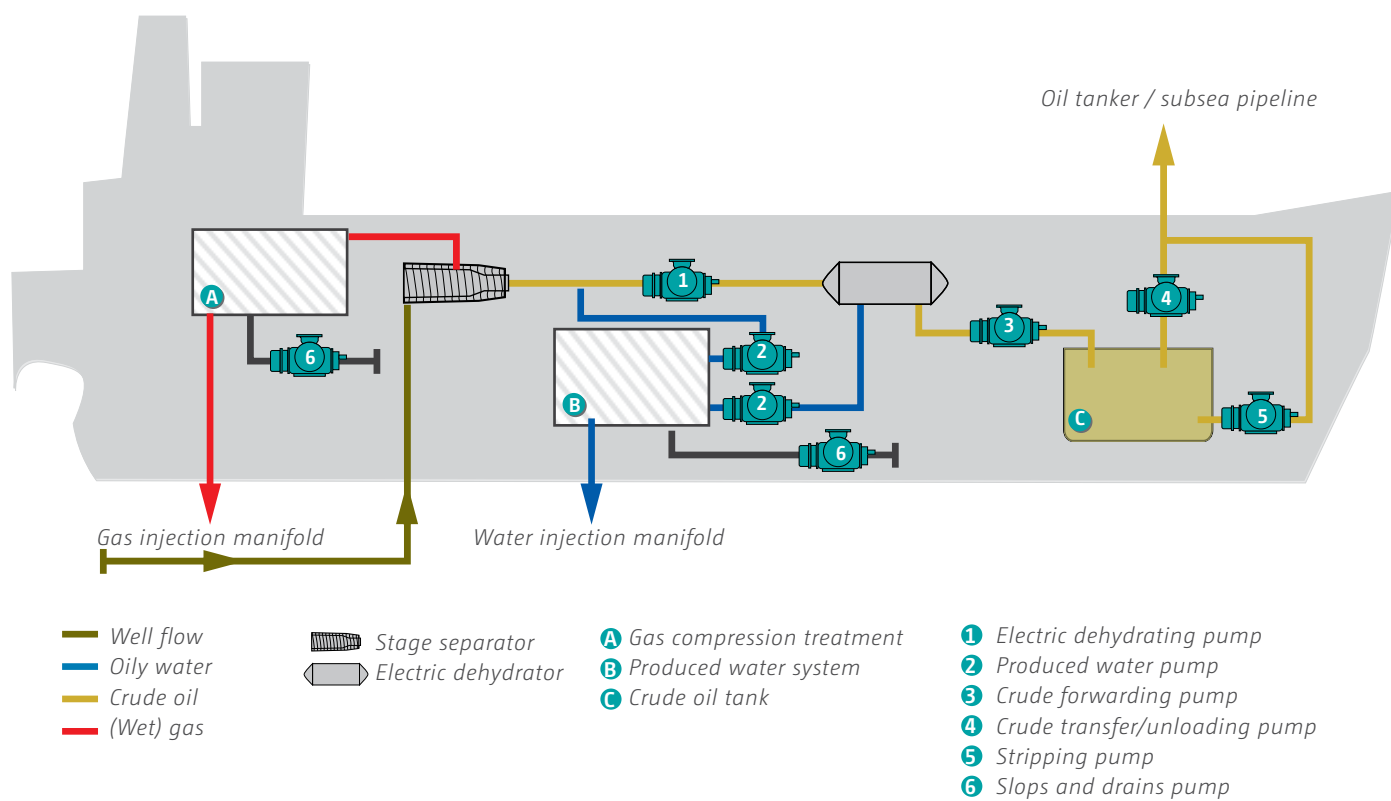 Oil tanker / subsea pipeline
A
1
4
3
6
2
B
2
C
5
6
Gas injection manifold
Water injection manifold
Well flow
Oily water
Crude oil
(Wet) gas
Stage separator
Electric dehydrator
A Gas compression treatment
B Produced water system
C Crude oil tank
1 Electric dehydrating pump
2 Produced water pump
3 Crude forwarding pump
4 Crude transfer/unloading pump
5 Stripping pump
6 Slops and drains pump